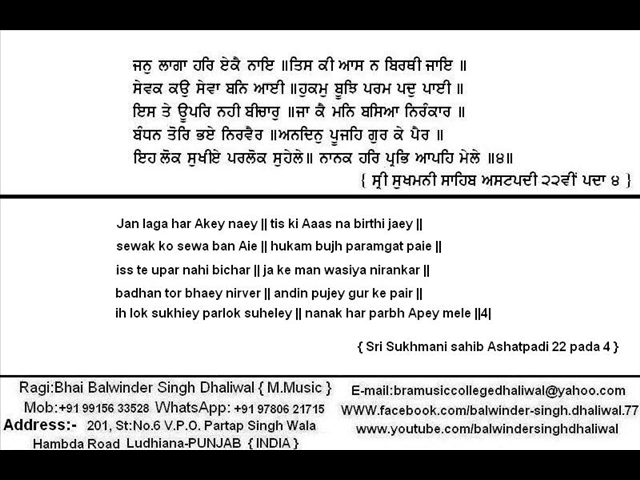 ਜਨੁ ਲਾਗਾ ਹਰਿ ਏਕੈ ਨਾਇ ॥ਤਿਸ ਕੀ ਆਸ ਨ ਬਿਰਥੀ ਜਾਇ ॥
ਸੇਵਕ ਕਉ ਸੇਵਾ ਬਨਿ ਆਈ ॥ਹੁਕਮੁ ਬੂਝਿ ਪਰਮ ਪਦੁ ਪਾਈ ॥
ਇਸ ਤੇ ਊਪਰਿ ਨਹੀ ਬੀਚਾਰੁ ॥ਜਾ ਕੈ ਮਨਿ ਬਸਿਆ ਨਿਰੰਕਾਰ ॥
ਬੰਧਨ ਤੋਰਿ ਭਏ ਨਿਰਵੈਰ ॥ਅਨਦਿਨੁ ਪੂਜਹਿ ਗੁਰ ਕੇ ਪੈਰ ॥
ਇਹ ਲੋਕ ਸੁਖੀਏ ਪਰਲੋਕ ਸੁਹੇਲੇ॥ ਨਾਨਕ ਹਰਿ ਪ੍ਰਭਿ ਆਪਹਿ ਮੇਲੇ ॥੪॥
{ ਸ੍ਰੀ ਸੁਖਮਨੀ ਸਾਹਿਬ ਅਸਟਪਦੀ ੨੨ਵੀਂ ਪਦਾ ੪ }
Jan laga har Akey naey || tis ki Aaas na birthi jaey ||
sewak ko sewa ban Aie || hukam bujh paramgat paie ||
iss te upar nahi bichar || ja ke man wasiya nirankar ||
badhan tor bhaey nirver || andin pujey gur ke pair ||
ih lok sukhiey parlok suheley || nanak har parbh Apey mele ||4|
{ Sri Sukhmani sahib Ashatpadi 22 pada 4 }
Ragi:Bhai Balwinder Singh Dhaliwal { M.Music }
Mob:+91 99156 33528 WhatsApp: +91 97806 21715
Address:- 201, St:No.6 V.P.O. Partap Singh Wala
Hambda Road Ludhiana-PUNJAB { INDIA }
E-mail:bramusiccollegedhaliwal@yahoo.com
WWW.facebook.com/balwinder-singh.dhaliwal.77
www.youtube.com/balwindersinghdhaliwal